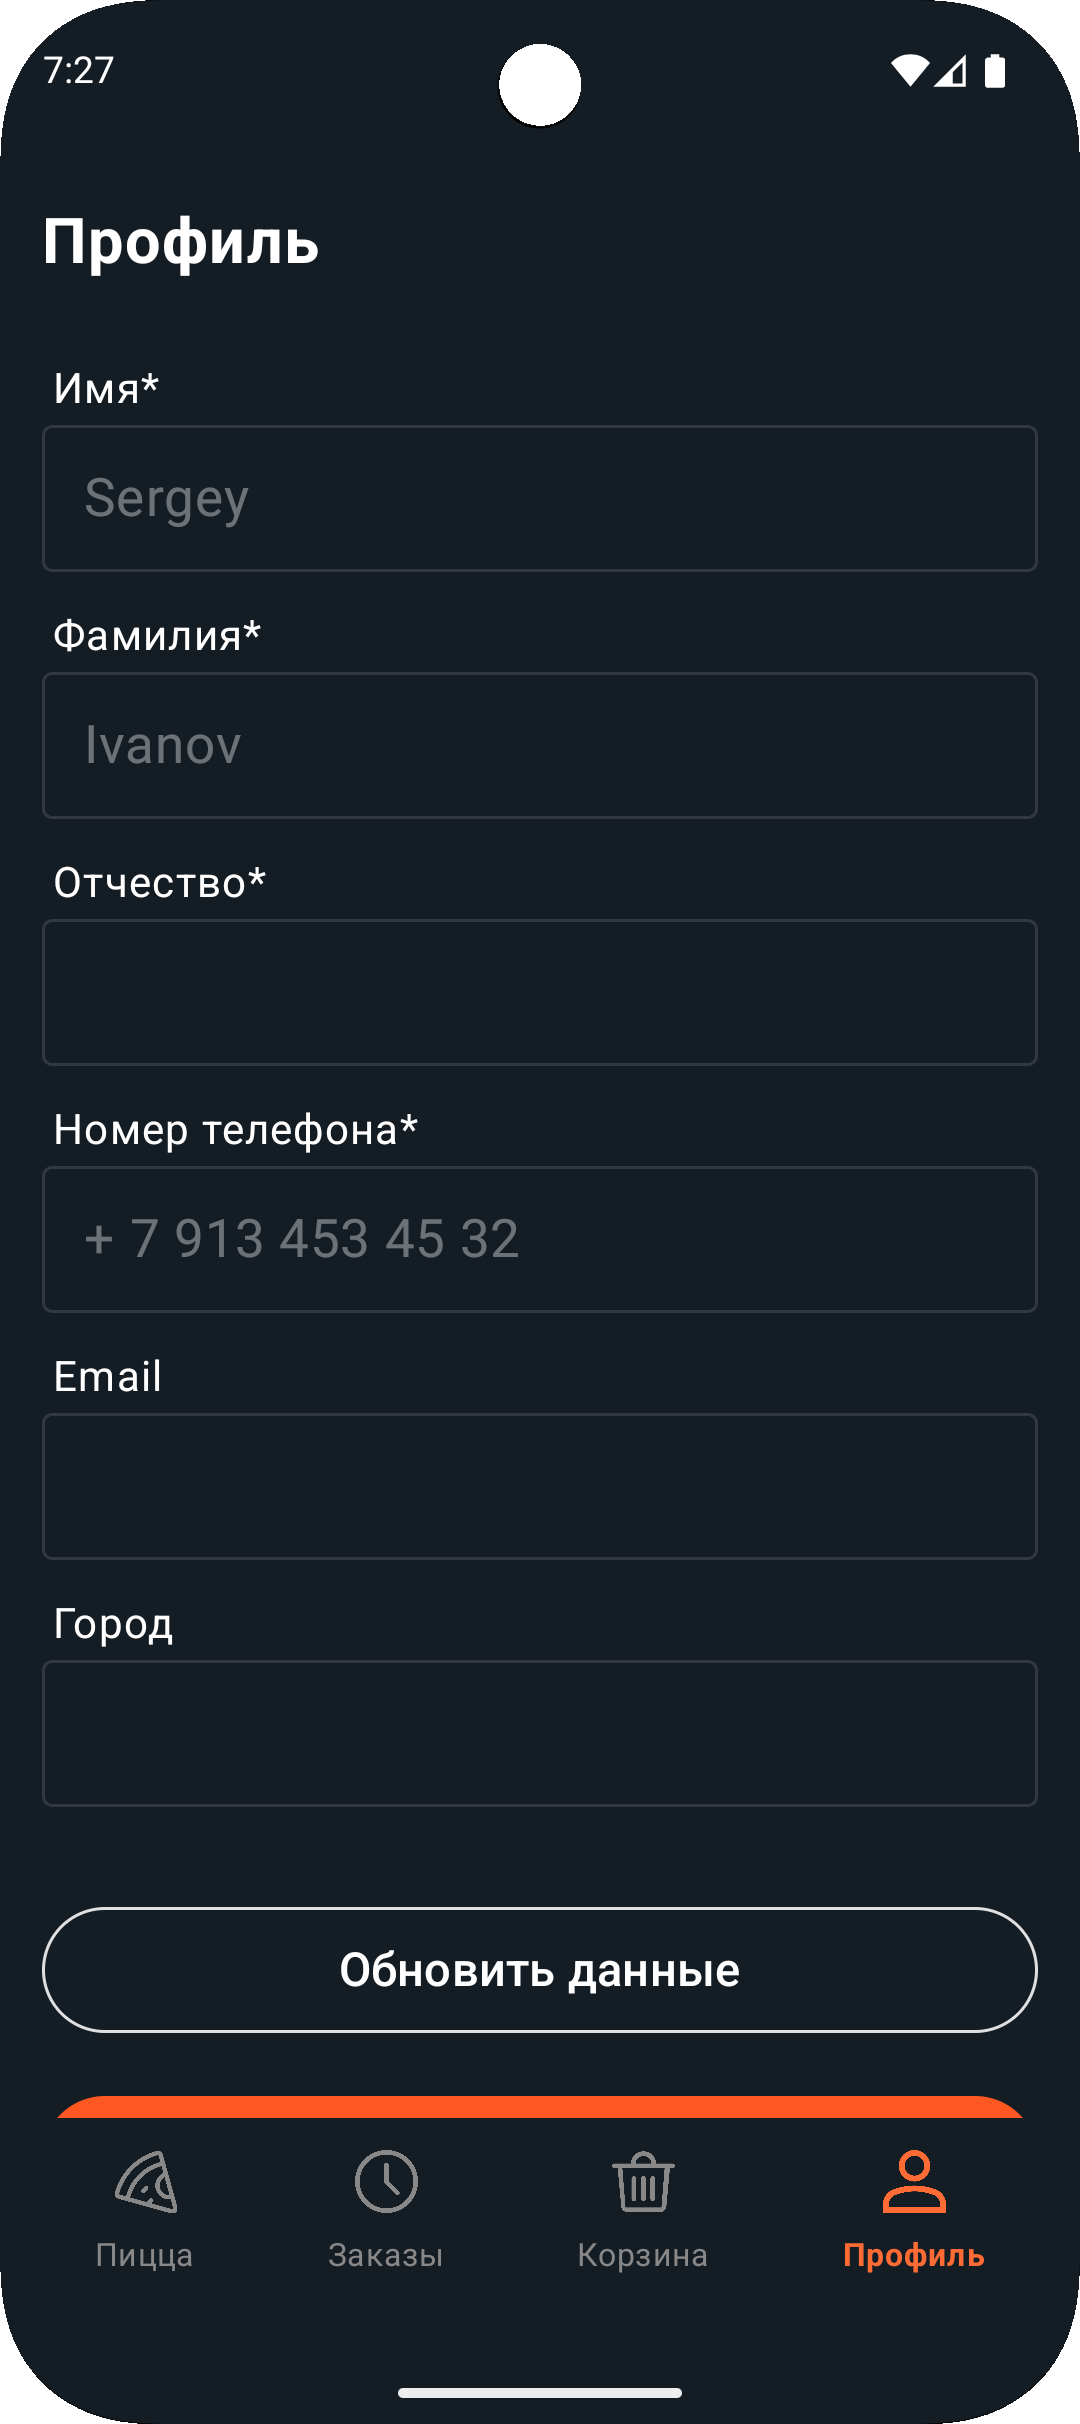 7:27
Профиль
Имя*
Sergey
Фамилия*
Ivanov
Отчество*
Номер телефона*
+ 7 913 453 45 32
Email
Город
Обновить данные
Пицца
Заказы
Корзина
Профиль